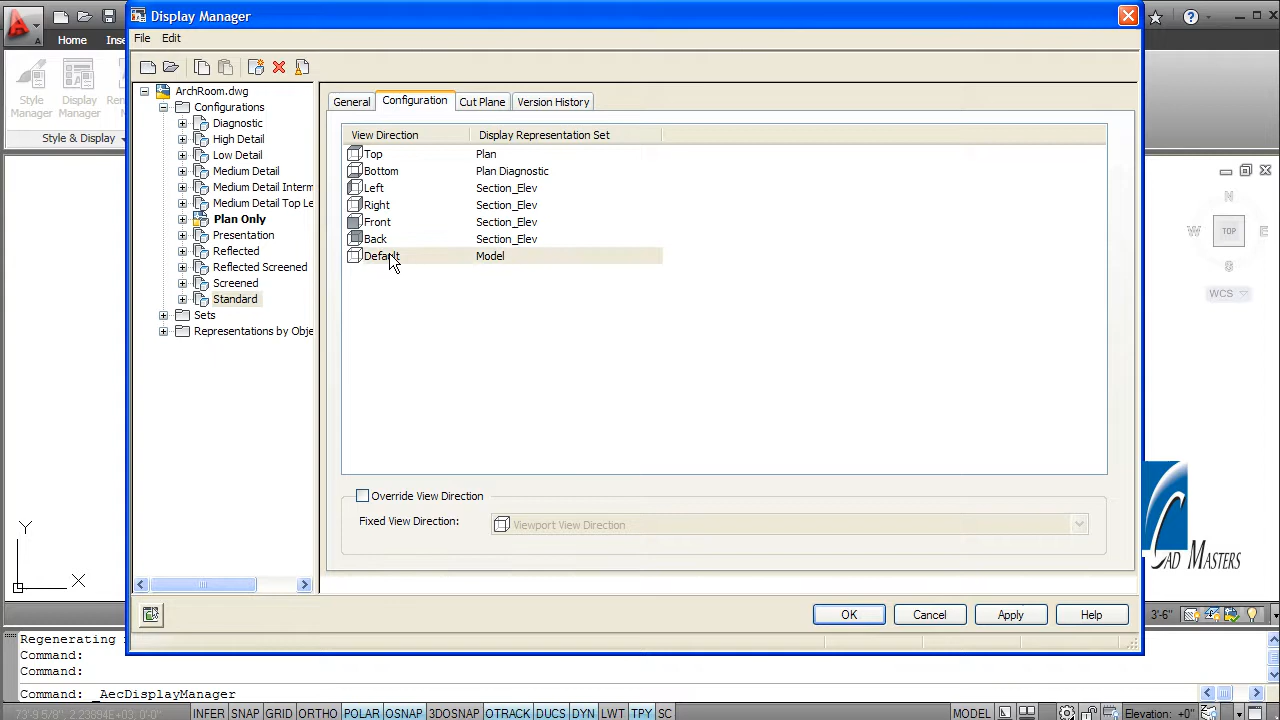 Display Manager
Home
Inse
File
Edit
Style
Manager
Display
Manager
Style & Display
ArchRoom.dwg
Configurations
Diagnostic
High Detail
Low Detail
Medium Detail
Medium Detail Interm
Medium Detail Top Le
Plan Only
Presentation
Reflected
Reflected Screened
Screened
Standard
Sets
Representations by Obje
General
Configuration
Cut Plane
Version History
View Direction Display Representation Set
Top Plan
Bottom Plan Diagnostic
Left Section_Elev
Right Section_Elev
Front Section_Elev
Back Section_Elev
Default Model
Override View Direction
Fixed View Direction: Viewport View Direction
OK
Cancel
Apply
Help
N
W TOP E
S
WCS
CAD MASTERS
3'-6"
Y
X
Regenerating
Command:
Command:
Command: _AecDisplayManager
INFER SNAP GRID ORTHO POLAR OSNAP 3DOSNAP OTRACK DUCS DYN LWT TPY SC
MODEL
Elevation: +0"